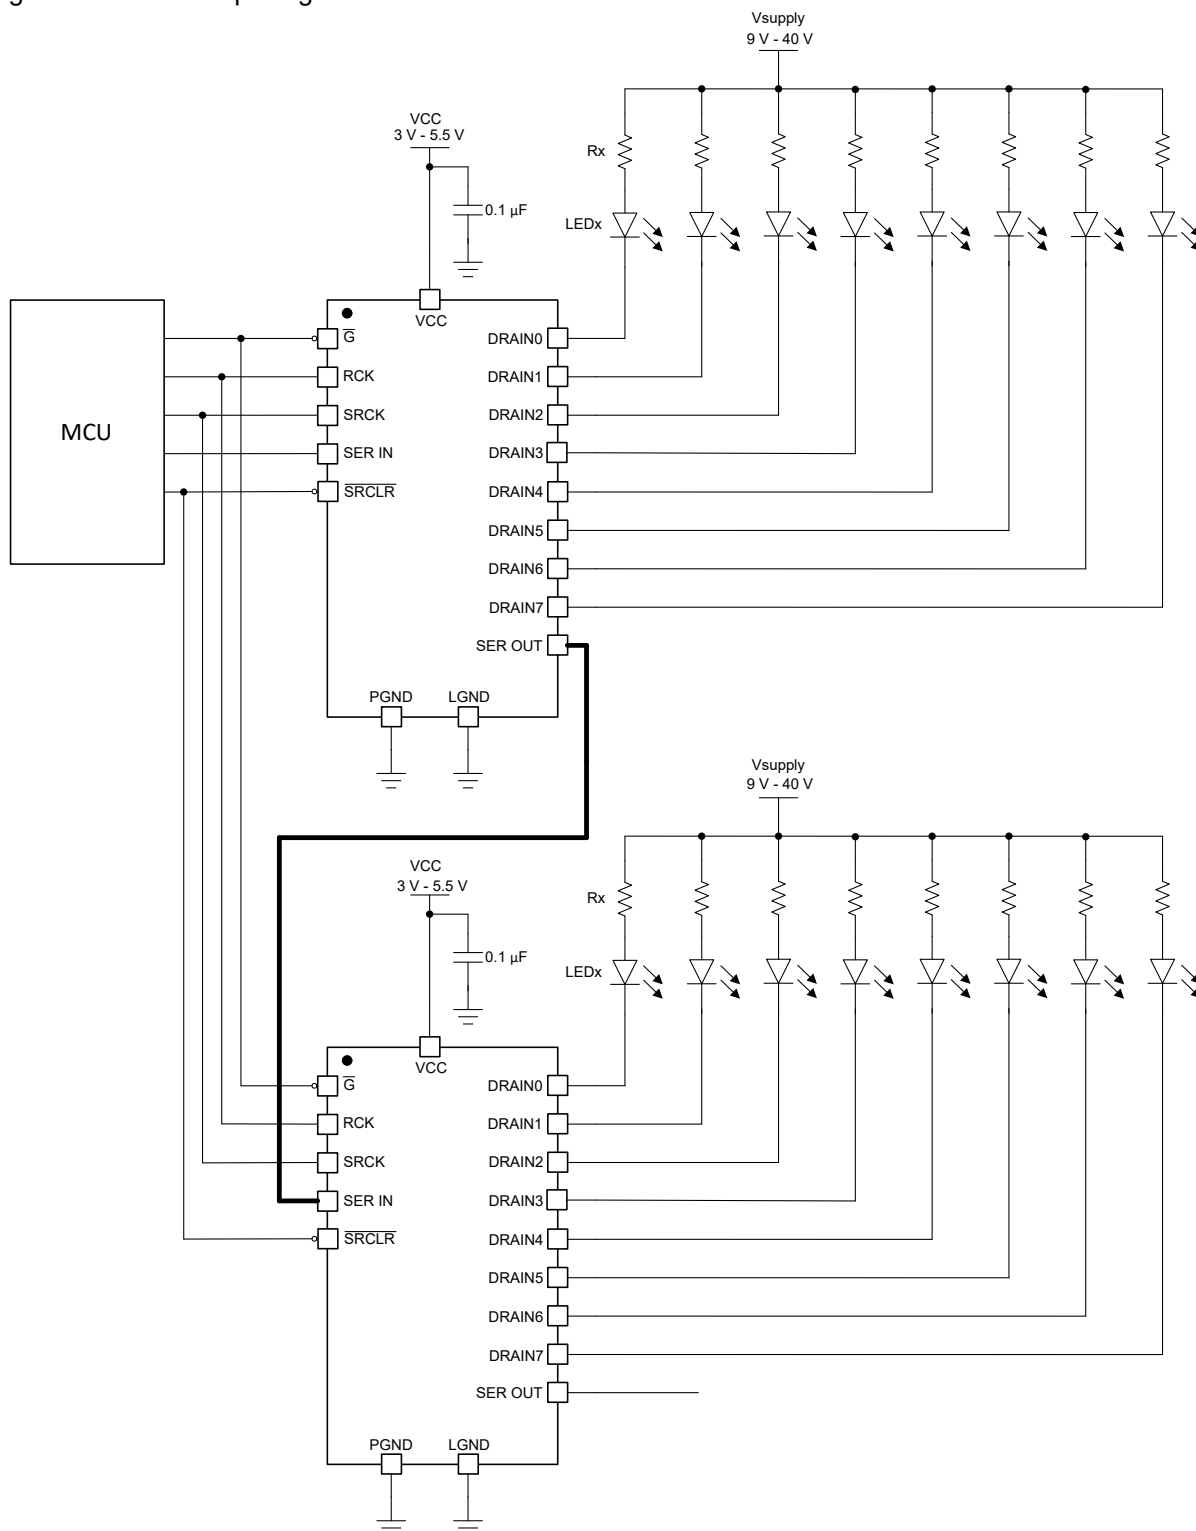 Vsupply
9 V - 40 V
VCC
3 V - 5.5 V
Rx
0.1 µF
LEDx
VCC
G
DRAIN0
RCK
DRAIN1
SRCK
DRAIN2
MCU
SER IN
DRAIN3
SRCLR
DRAIN4
DRAIN5
DRAIN6
DRAIN7
SER OUT
PGND
LGND
Vsupply
9 V - 40 V
VCC
3 V - 5.5 V
Rx
0.1 µF
LEDx
VCC
G
DRAIN0
RCK
DRAIN1
SRCK
DRAIN2
SER IN
DRAIN3
SRCLR
DRAIN4
DRAIN5
DRAIN6
DRAIN7
SER OUT
PGND
LGND